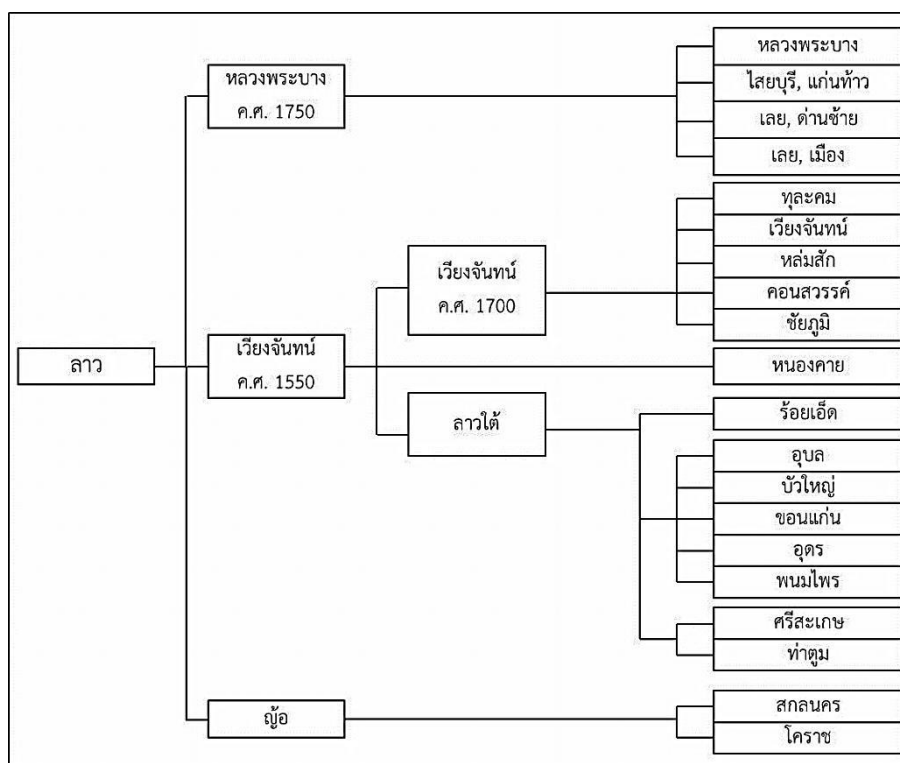 ลาว
หลวงพระบาง
ค.ศ. 1750
หลวงพระบาง
ไสยบุรี, แก่นท้าว
เลย, ด่านซ้าย
เลย, เมือง
เวียงจันทน์
ค.ศ. 1550
เวียงจันทน์
ค.ศ. 1700
ทุละคม
เวียงจันทน์
หล่มสัก
คอนสวรรค์
ชัยภูมิ
หนองคาย
ลาวใต้
ร้อยเอ็ด
อุบล
บัวใหญ่
ขอนแก่น
อุดร
พนมไพร
ศรีสะเกษ
ท่าตูม
ญ้อ
สกลนคร
โคราช